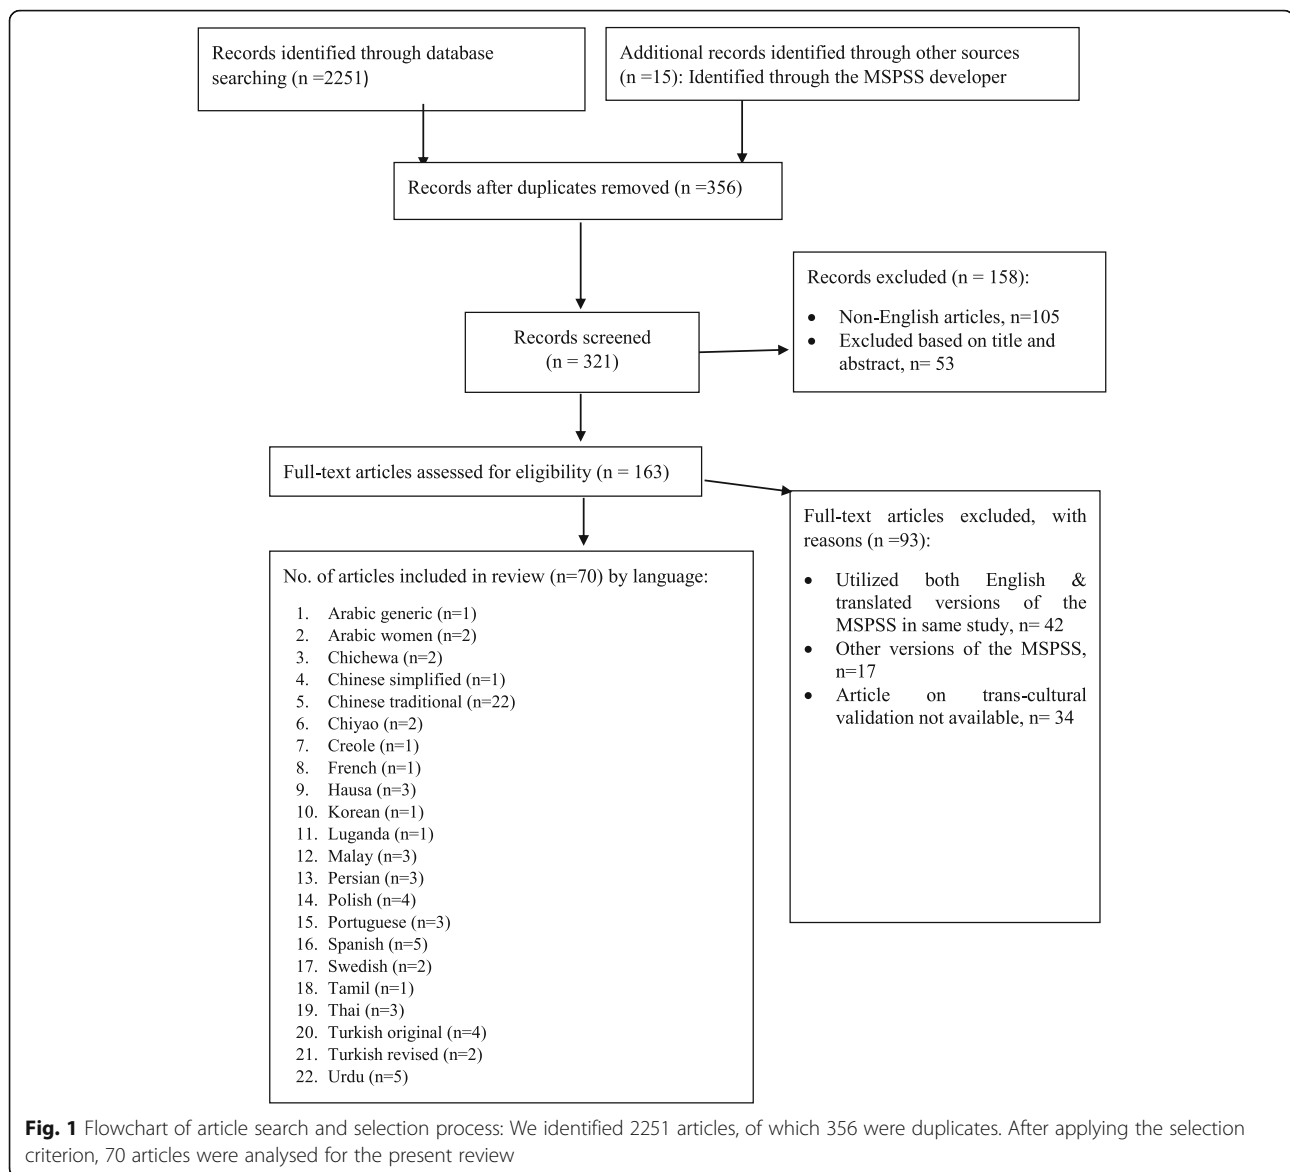 Records identified through database
searching (n =2251)
Additional records identified through other sources
(n =15): Identified through the MSPSS developer
Records after duplicates removed (n =356)
Records excluded (n = 158):
• Non-English articles, n=105
• Excluded based on title and
abstract, n= 53
Records screened
(n = 321)
Full-text articles assessed for eligibility (n = 163)
Full-text articles excluded, with
reasons (n =93):
• Utilized both English &
translated versions of the
MSPSS in same study, n= 42
• Other versions of the MSPSS,
n=17
• Article on trans-cultural
validation not available, n= 34
No. of articles included in review (n=70) by language:
1. Arabic generic (n=1)
2. Arabic women (n=2)
3. Chichewa (n=2)
4. Chinese simplified (n=1)
5. Chinese traditional (n=22)
6. Chiyao (n=2)
7. Creole (n=1)
8. French (n=1)
9. Hausa (n=3)
10. Korean (n=1)
11. Luganda (n=1)
12. Malay (n=3)
13. Persian (n=3)
14. Polish (n=4)
15. Portuguese (n=3)
16. Spanish (n=5)
17. Swedish (n=2)
18. Tamil (n=1)
19. Thai (n=3)
20. Turkish original (n=4)
21. Turkish revised (n=2)
22. Urdu (n=5)
Fig. 1 Flowchart of article search and selection process: We identified 2251 articles, of which 356 were duplicates. After applying the selection
criterion, 70 articles were analysed for the present review